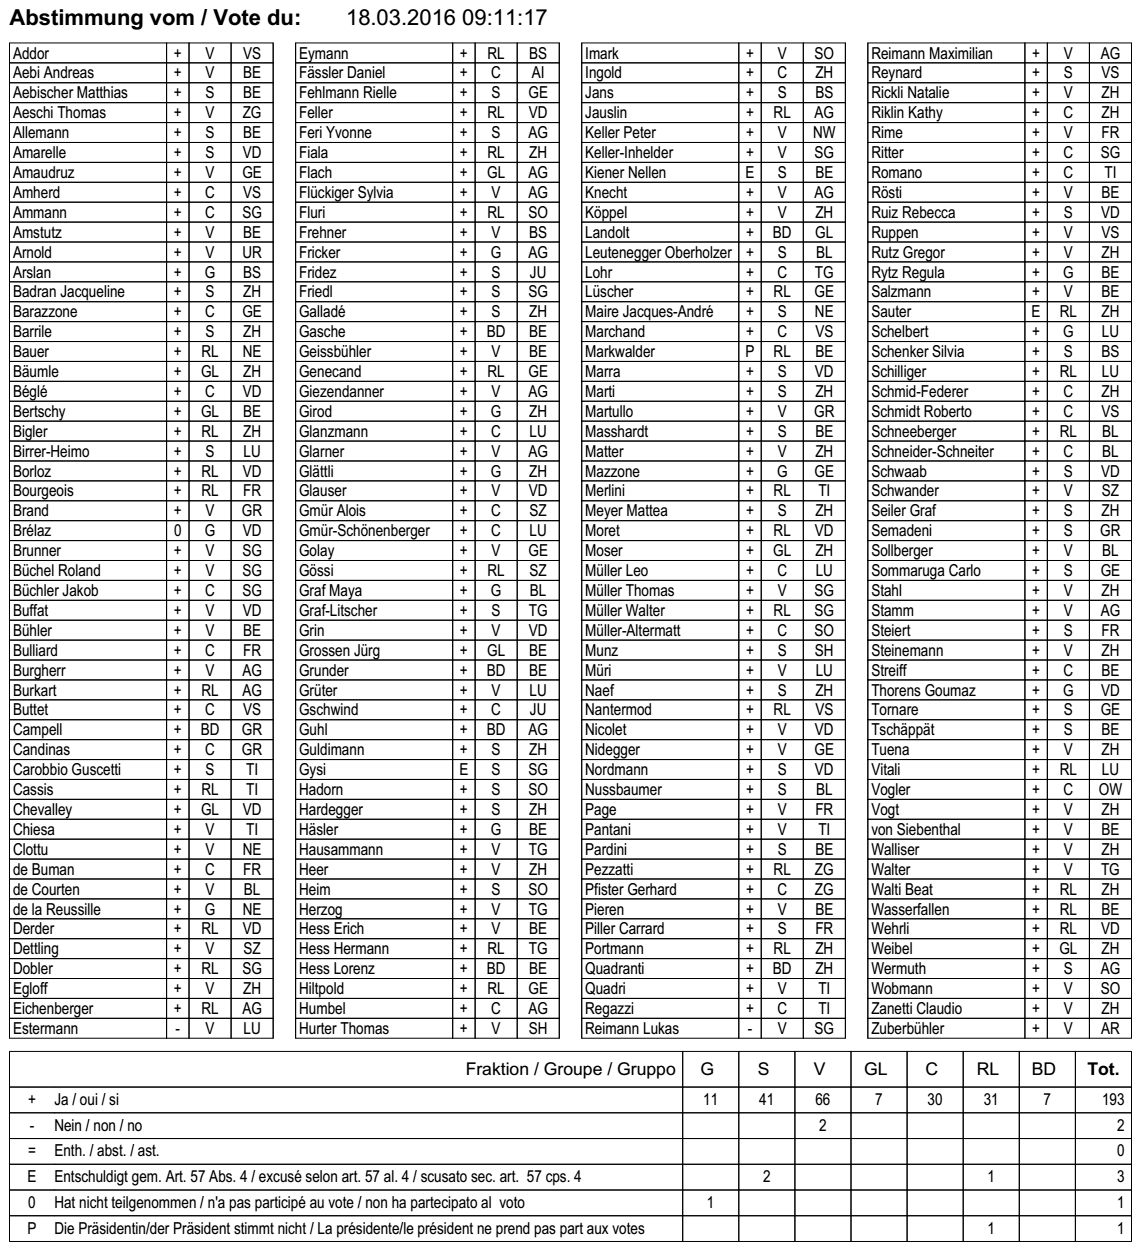 Abstimmung vom / Vote du: 18.03.2016 09:11:17
Addor + V VS
Aebi Andreas + V BE
Aebischer Matthias + S BE
Aeschi Thomas + V ZG
Allemann + S BE
Amarelle + S VD
Amaudruz + V GE
Amherd + C VS
Ammann + C SG
Amstutz + V BE
Arnold + V UR
Arslan + G BS
Badran Jacqueline + S ZH
Barazzone + C GE
Barrile + S ZH
Bauer + RL NE
Bäumle + GL ZH
Béglé + C VD
Bertschy + GL BE
Bigler + RL ZH
Birrer-Heimo + S LU
Borloz + RL VD
Bourgeois + RL FR
Brand + V GR
Brélaz 0 G VD
Brunner + V SG
Büchel Roland + V SG
Büchler Jakob + C SG
Buffat + V VD
Bühler + V BE
Bulliard + C FR
Burgherr + V AG
Burkart + RL AG
Buttet + C VS
Campell + BD GR
Candinas + C GR
Carobbio Guscetti + S TI
Cassis + RL TI
Chevalley + GL VD
Chiesa + V TI
Clottu + V NE
de Buman + C FR
de Courten + V BL
de la Reussille + G NE
Derder + RL VD
Dettling + V SZ
Dobler + RL SG
Egloff + V ZH
Eichenberger + RL AG
Estermann - V LU
Eymann + RL BS
Fässler Daniel + C AI
Fehlmann Rielle + S GE
Feller + RL VD
Feri Yvonne + S AG
Fiala + RL ZH
Flach + GL AG
Flückiger Sylvia + V AG
Fluri + RL SO
Frehner + V BS
Fricker + G AG
Fridez + S JU
Friedl + S SG
Galladé + S ZH
Gasche + BD BE
Geissbühler + V BE
Genecand + RL GE
Giezendanner + V AG
Girod + G ZH
Glanzmann + C LU
Glarner + V AG
Glättli + G ZH
Glauser + V VD
Gmür Alois + C SZ
Gmür-Schönenberger + C LU
Golay + V GE
Gössi + RL SZ
Graf Maya + G BL
Graf-Litscher + S TG
Grin + V VD
Grossen Jürg + GL BE
Grunder + BD BE
Grüter + V LU
Gschwind + C JU
Guhl + BD AG
Guldimann + S ZH
Gysi E S SG
Hadorn + S SO
Hardegger + S ZH
Häsler + G BE
Hausammann + V TG
Heer + V ZH
Heim + S SO
Herzog + V TG
Hess Erich + V BE
Hess Hermann + RL TG
Hess Lorenz + BD BE
Hiltpold + RL GE
Humbel + C AG
Hurter Thomas + V SH
Imark + V SO
Ingold + C ZH
Jans + S BS
Jauslin + RL AG
Keller Peter + V NW
Keller-Inhelder + V SG
Kiener Nellen E S BE
Knecht + V AG
Köppel + V ZH
Landolt + BD GL
Leutenegger Oberholzer + S BL
Lohr + C TG
Lüscher + RL GE
Maire Jacques-André + S NE
Marchand + C VS
Markwalder P RL BE
Marra + S VD
Marti + S ZH
Martullo + V GR
Masshardt + S BE
Matter + V ZH
Mazzone + G GE
Merlini + RL TI
Meyer Mattea + S ZH
Moret + RL VD
Moser + GL ZH
Müller Leo + C LU
Müller Thomas + V SG
Müller Walter + RL SG
Müller-Altermatt + C SO
Munz + S SH
Müri + V LU
Naef + S ZH
Nantermod + RL VS
Nicolet + V VD
Nidegger + V GE
Nordmann + S VD
Nussbaumer + S BL
Page + V FR
Pantani + V TI
Pardini + S BE
Pezzatti + RL ZG
Pfister Gerhard + C ZG
Pieren + V BE
Piller Carrard + S FR
Portmann + RL ZH
Quadranti + BD ZH
Quadri + V TI
Regazzi + C TI
Reimann Lukas - V SG
Reimann Maximilian + V AG
Reynard + S VS
Rickli Natalie + V ZH
Riklin Kathy + C ZH
Rime + V FR
Ritter + C SG
Romano + C TI
Rösti + V BE
Ruiz Rebecca + S VD
Ruppen + V VS
Rutz Gregor + V ZH
Rytz Regula + G BE
Salzmann + V BE
Sauter E RL ZH
Schelbert + G LU
Schenker Silvia + S BS
Schilliger + RL LU
Schmid-Federer + C ZH
Schmidt Roberto + C VS
Schneeberger + RL BL
Schneider-Schneiter + C BL
Schwaab + S VD
Schwander + V SZ
Seiler Graf + S ZH
Semadeni + S GR
Sollberger + V BL
Sommaruga Carlo + S GE
Stahl + V ZH
Stamm + V AG
Steiert + S FR
Steinemann + V ZH
Streiff + C BE
Thorens Goumaz + G VD
Tornare + S GE
Tschäppät + S BE
Tuena + V ZH
Vitali + RL LU
Vogler + C OW
Vogt + V ZH
von Siebenthal + V BE
Walliser + V ZH
Walter + V TG
Walti Beat + RL ZH
Wasserfallen + RL BE
Wehrli + RL VD
Weibel + GL ZH
Wermuth + S AG
Wobmann + V SO
Zanetti Claudio + V ZH
Zuberbühler + V AR
Fraktion / Groupe / Gruppo G S V GL C RL BD Tot.
+ Ja / oui / si 11 41 66 7 30 31 7 193
- Nein / non / no 2 2
= Enth. / abst. / ast. 0
E Entschuldigt gem. Art. 57 Abs. 4 / excusé selon art. 57 al. 4 / scusato sec. art. 57 cps. 4 2 1 3
0 Hat nicht teilgenommen / n'a pas participé au vote / non ha partecipato al voto 1 1
P Die Präsidentin/der Präsident stimmt nicht / La présidente/le président ne prend pas part aux votes 1 1